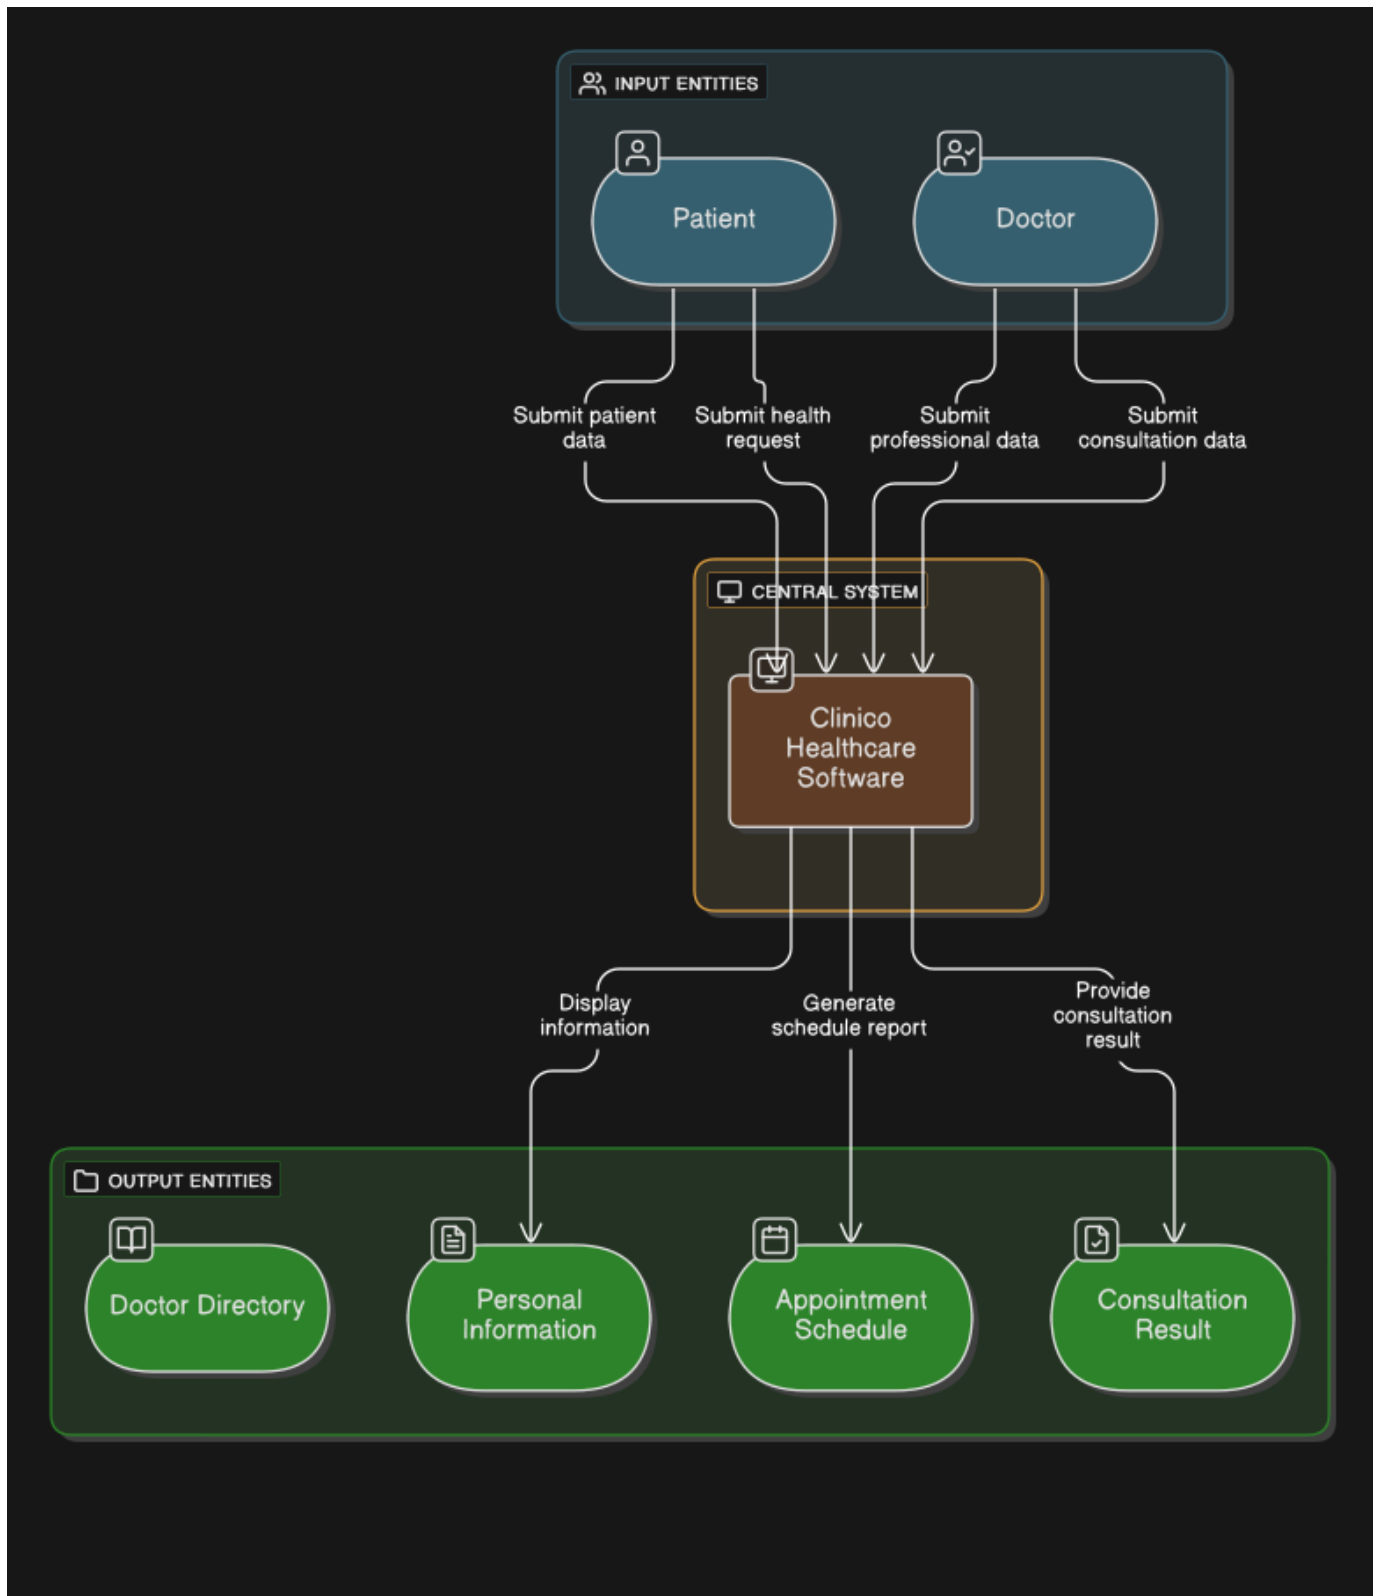 INPUT ENTITIES
Patient
Doctor
Submit patient
data
Submit health
request
Submit
professional data
Submit
consultation data
CENTRAL SYSTEM
Clinico
Healthcare
Software
Display
information
Generate
schedule report
Provide
consultation
result
OUTPUT ENTITIES
Doctor Directory
Personal
Information
Appointment
Schedule
Consultation
Result